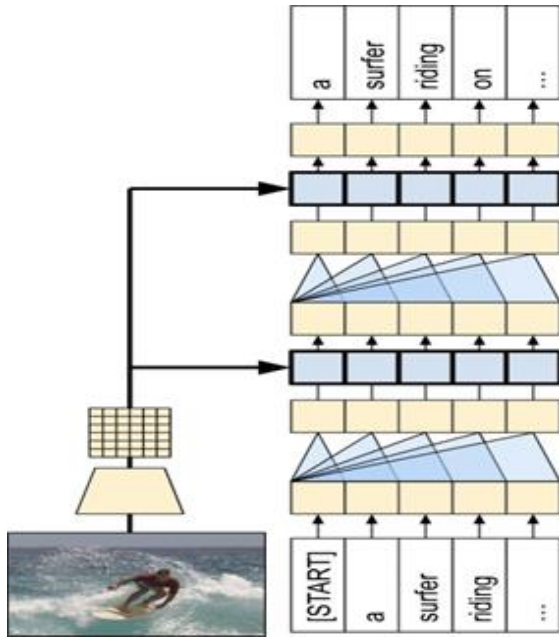 a
surfer
riding
on
...
[START]
a
surfer
riding
...